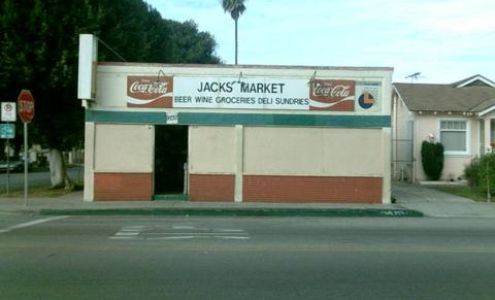 JACKS' MARKET
Coca-Cola
Coca-Cola
BEER WINE GROCERIES DELI SUNDRIES
STOP